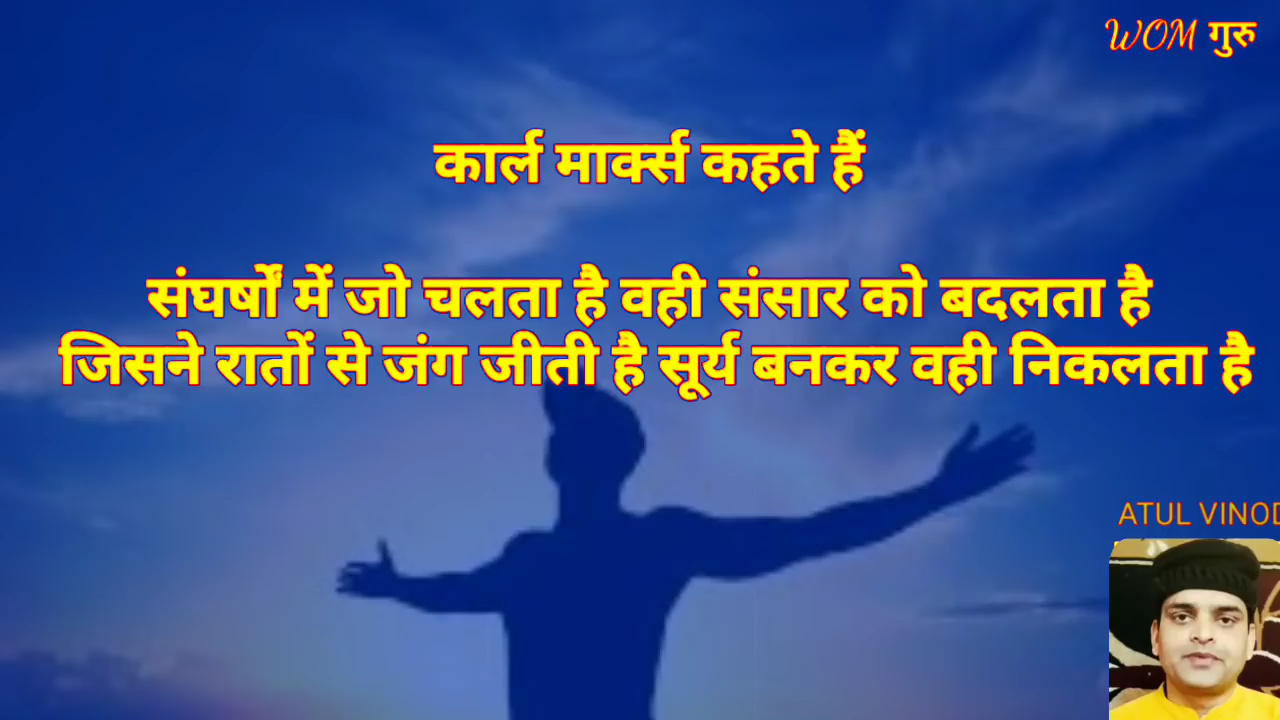 WOM गुरु
कार्ल मार्क्स कहते हैं
संघर्षों में जो चलता है वही संसार को बदलता है
जिसने रातों से जंग जीती है सूर्य बनकर वही निकलता है
ATUL VINOD